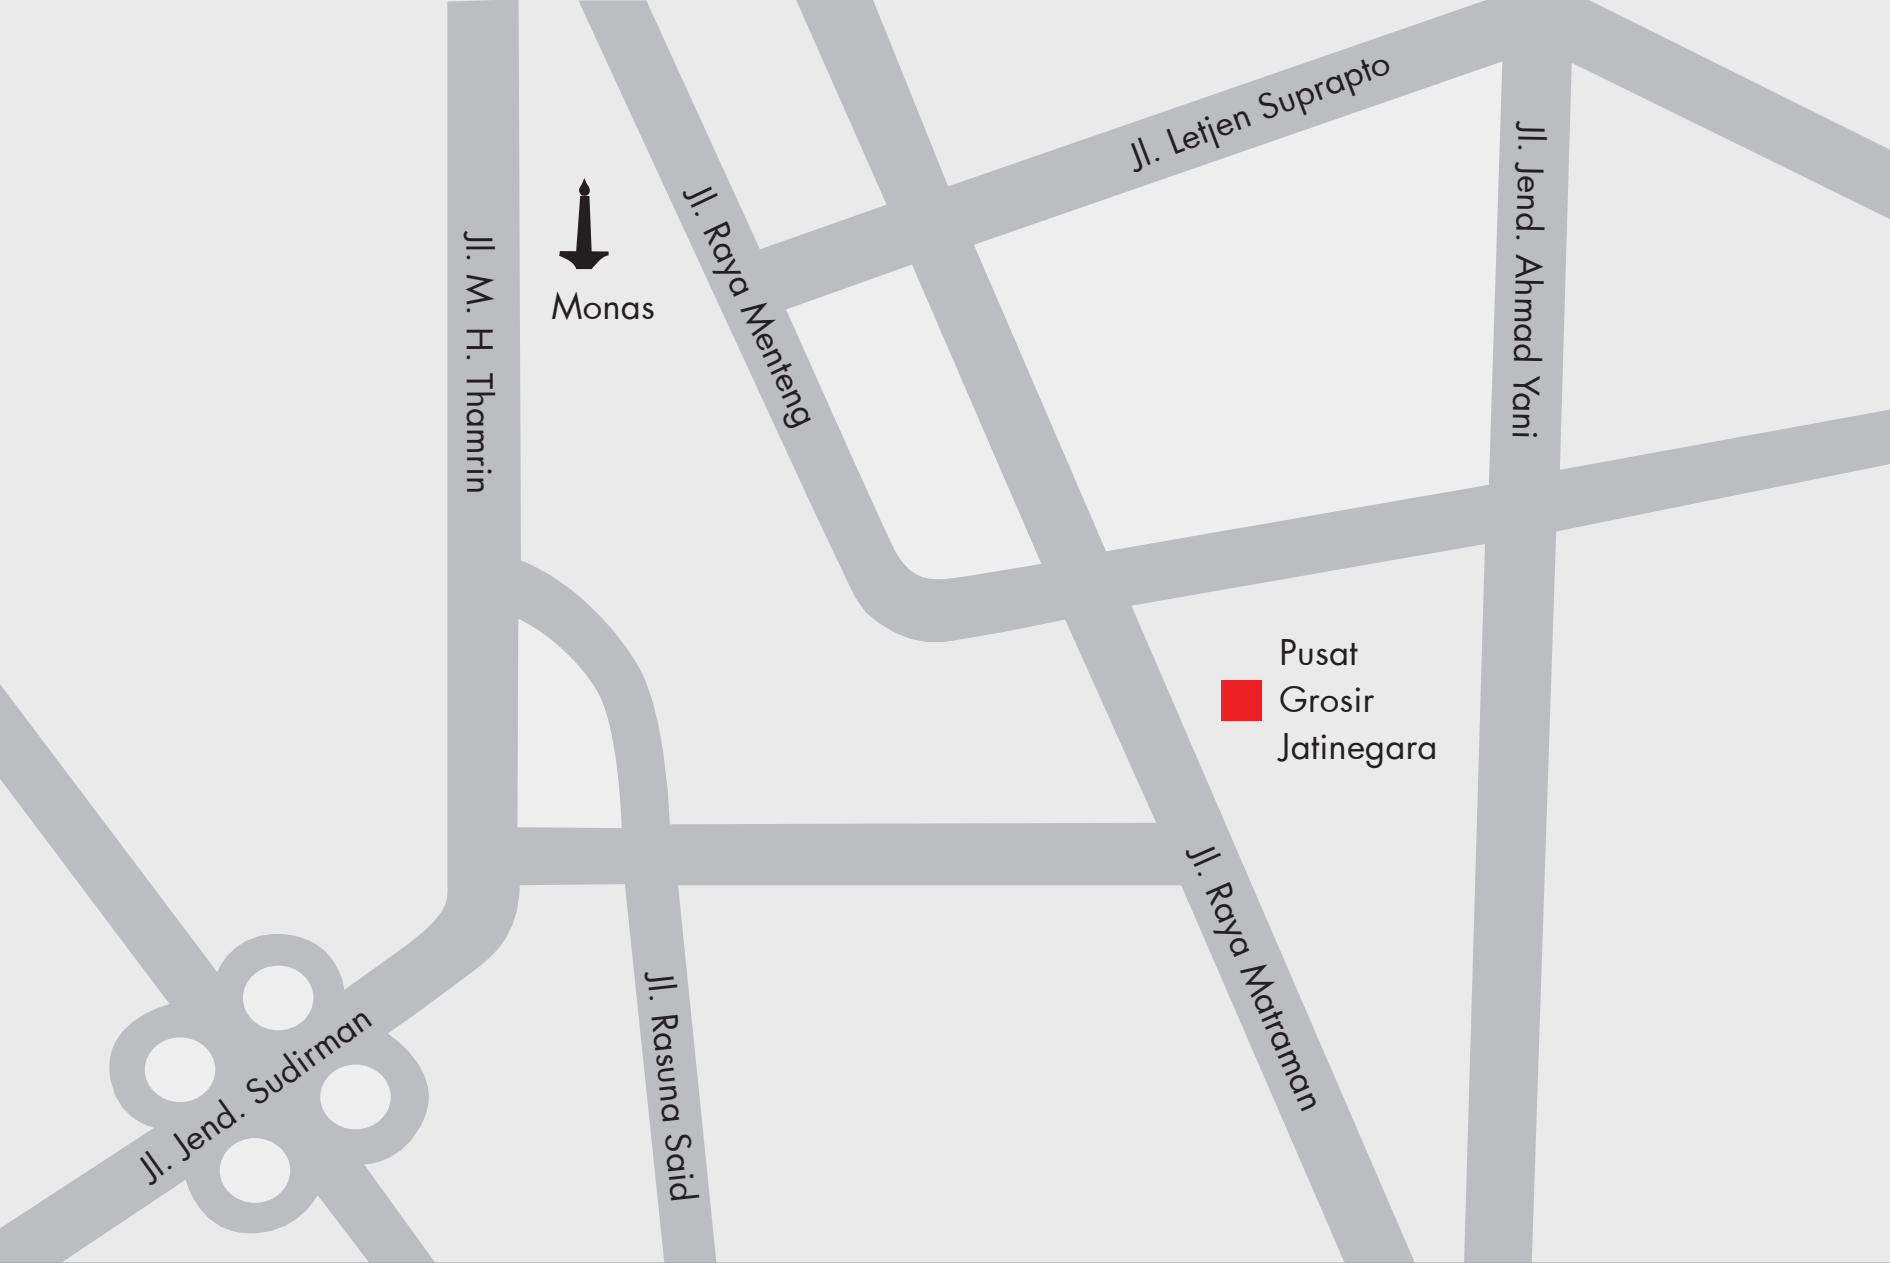 Jl. Letjen Suprapto
Jl. Jend. Ahmad Yani
Jl. Raya Menteng
Jl. M. H. Thamrin
Monas
Pusat
Grosir
Jatinegara
Jl. Raya Matraman
Jl. Rasuna Said
Jl. Jend. Sudirman